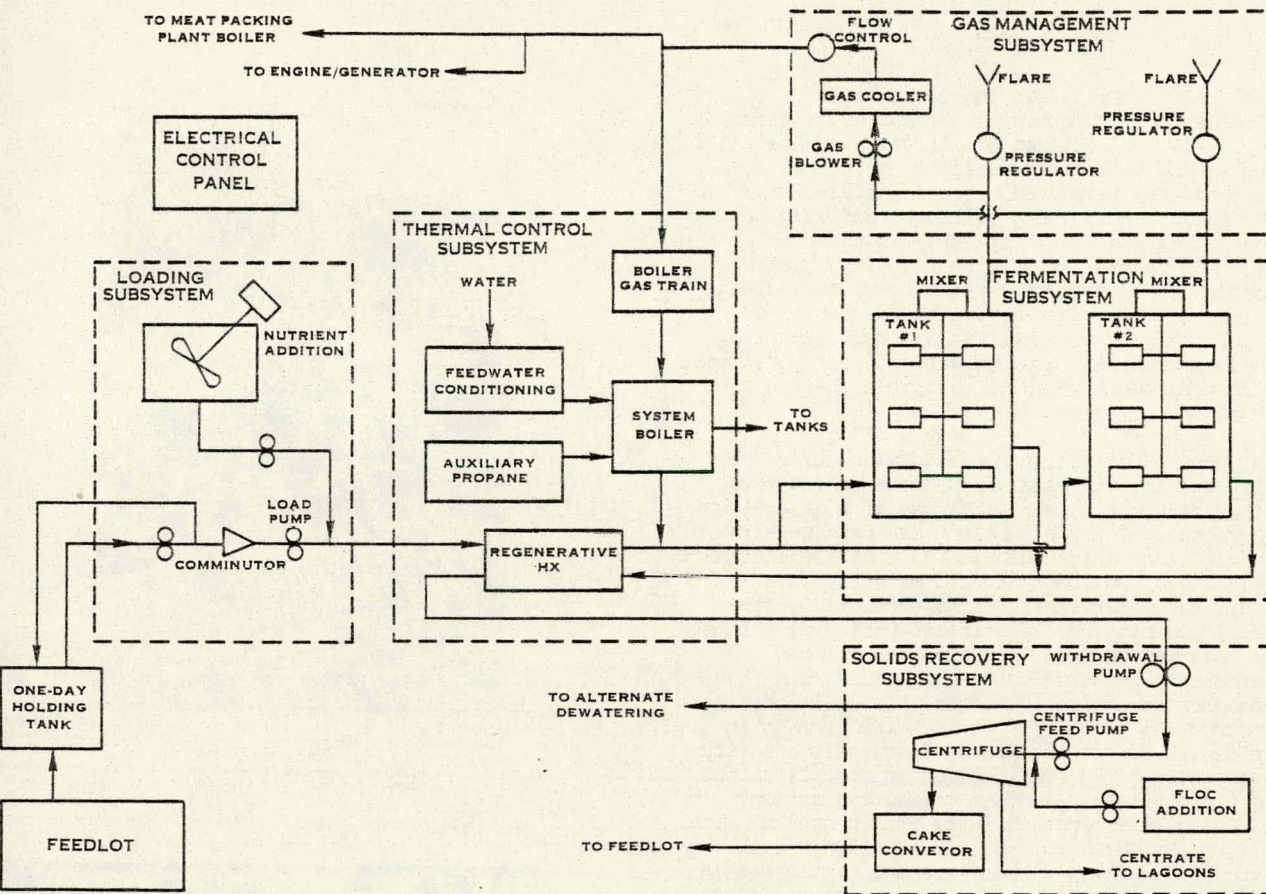 TO MEAT PACKING
PLANT BOILER
TO ENGINE/GENERATOR
ELECTRICAL
CONTROL
PANEL
FLOW
CONTROL
GAS MANAGEMENT
SUBSYSTEM
GAS COOLER
FLARE
FLARE
GAS
BLOWER
PRESSURE
REGULATOR
PRESSURE
REGULATOR
THERMAL CONTROL
SUBSYSTEM
WATER
BOILER
GAS TRAIN
FEEDWATER
CONDITIONING
SYSTEM
BOILER
AUXILIARY
PROPANE
TO
TANKS
REGENERATIVE
HX
LOADING
SUBSYSTEM
NUTRIENT
ADDITION
LOAD
PUMP
COMMINUTOR
ONE-DAY
HOLDING
TANK
FEEDLOT
MIXER
FERMENTATION
SUBSYSTEM
MIXER
TANK
#1
TANK
#2
SOLIDS RECOVERY
SUBSYSTEM
WITHDRAWAL
PUMP
TO ALTERNATE
DEWATERING
CENTRIFUGE
FEED PUMP
CENTRIFUGE
FLOC
ADDITION
CAKE
CONVEYOR
TO FEEDLOT
CENTRATE
TO LAGOONS